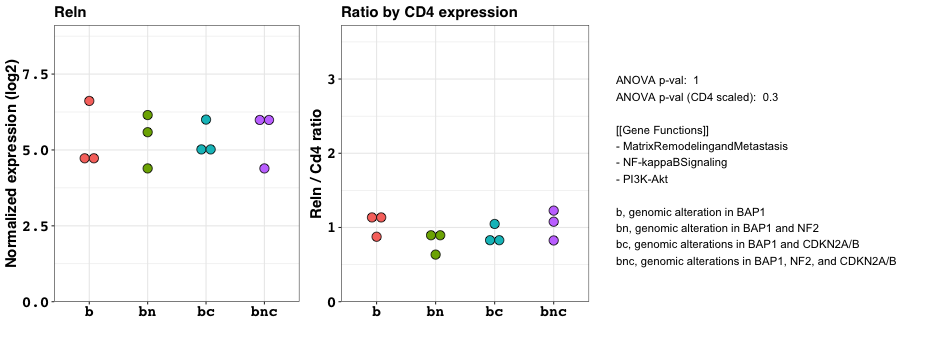 Reln
Normalized expression (log2)
7.5
5.0
2.5
0.0
b bn bc bnc
Ratio by CD4 expression
Reln / Cd4 ratio
3
2
1
0
b bn bc bnc
ANOVA p-val: 1
ANOVA p-val (CD4 scaled): 0.3
[[Gene Functions]]
- MatrixRemodelingandMetastasis
- NF-kappaBSignaling
- PI3K-Akt
b, genomic alteration in BAP1
bn, genomic alteration in BAP1 and NF2
bc, genomic alterations in BAP1 and CDKN2A/B
bnc, genomic alterations in BAP1, NF2, and CDKN2A/B